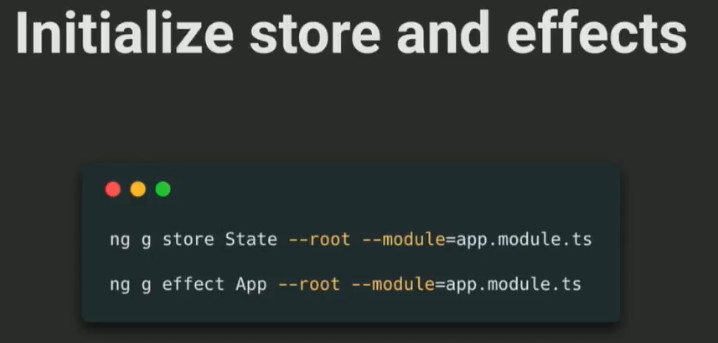 Initialize store and effects
ng g store State --root --module=app.module.ts
ng g effect App --root --module=app.module.ts